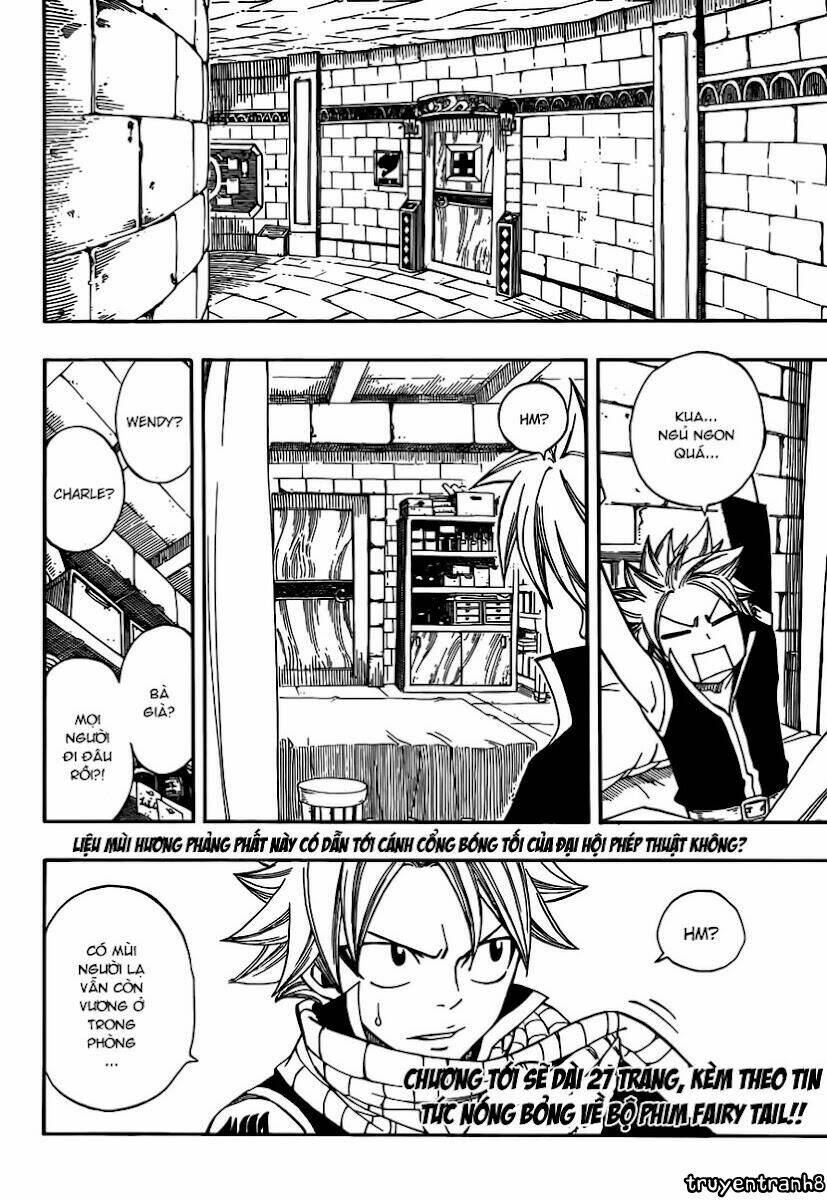 KUA...
NGỦ NGON
QUÁ...
HM?
WENDY?
CHARLE?
BÀ
GIÀ?
MỌI
NGƯỜI
ĐI ĐÂU
RỒI?!
LIỆU MÙI HƯƠNG PHẢNG PHẤT NÀY CÓ DẪN TỚI CÁNH CỔNG BÓNG TỐI CỦA ĐẠI HỘI PHÉP THUẬT KHÔNG?
HM?
CÓ MÙI
NGƯỜI LẠ
VẪN CÒN
VƯƠNG Ở
TRONG
PHÒNG
...
CHƯƠNG TỚI SẼ DÀI 27 TRANG, KÈM THEO TIN
TỨC NÓNG BỎNG VỀ BỘ PHIM FAIRY TAIL!!
truyentranh8